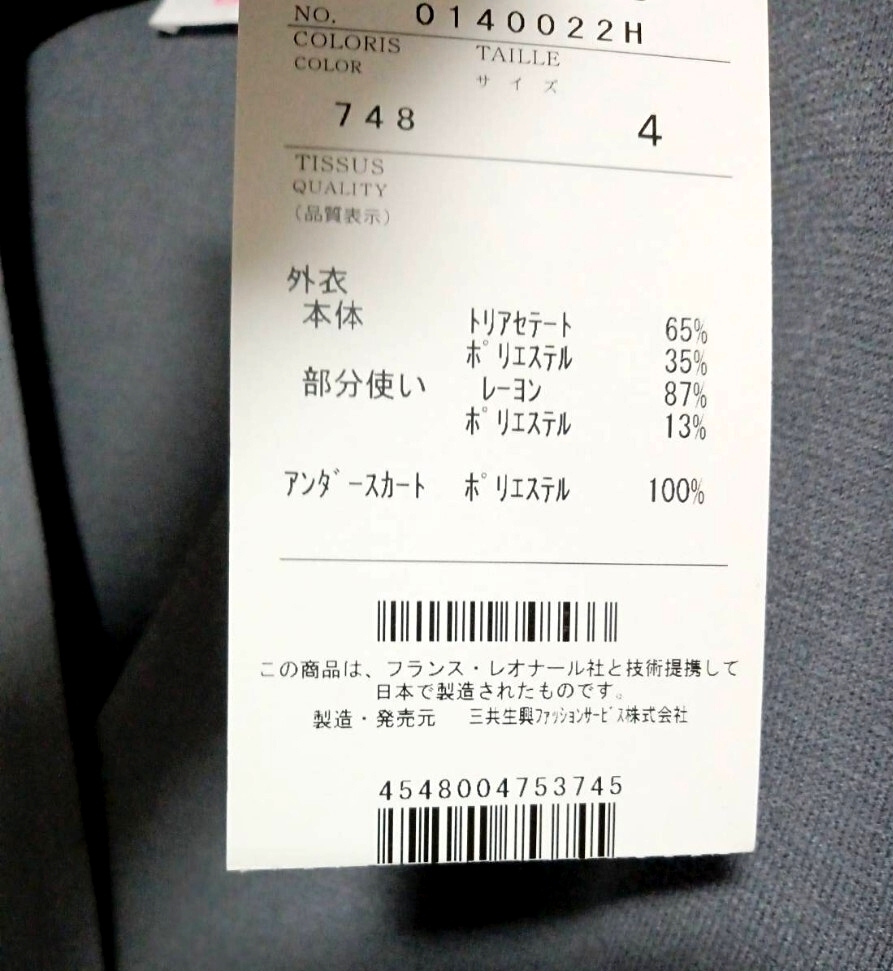 NO. 0140022H
COLORIS TAILLE
COLOR サイズ
748 4
TISSUS
QUALITY
(品質表示)
外衣
本体 トリアセテート 65%
ポリエステル 35%
部分使い レーヨン 87%
ポリエステル 13%
アンダースカート ポリエステル 100%
この商品は、フランス・レオナール社と技術提携して
日本で製造されたものです。
製造・発売元 三共生興ファッションサービス株式会社
4548004753745